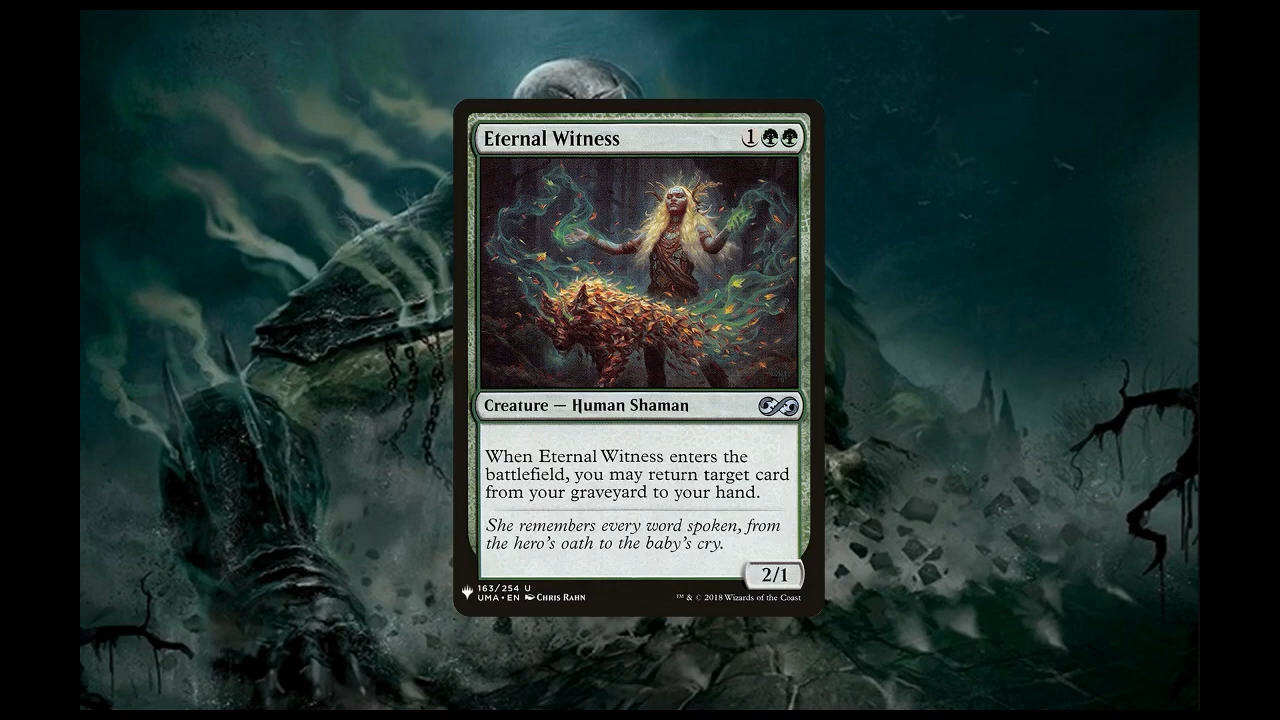 Eternal Witness 1
Creature — Human Shaman
When Eternal Witness enters the
battlefield, you may return target card
from your graveyard to your hand.
She remembers every word spoken, from
the hero's oath to the baby's cry.
2/1
163/254 U
UMA • EN Chris Rahn
™ & © 2018 Wizards of the Coast